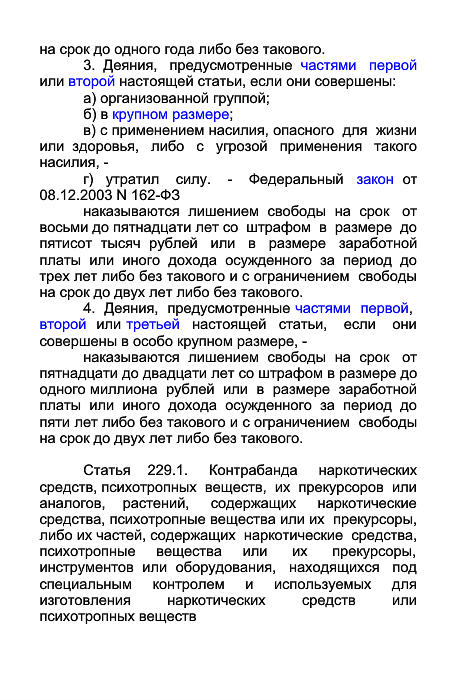 на срок до одного года либо без такового.
3. Деяния, предусмотренные частями первой
или второй настоящей статьи, если они совершены:
а) организованной группой;
б) в крупном размере;
в) с применением насилия, опасного для жизни
или здоровья, либо с угрозой применения такого
насилия, -
г) утратил силу. - Федеральный закон от
08.12.2003 N 162-ФЗ
наказываются лишением свободы на срок от
восьми до пятнадцати лет со штрафом в размере до
пятисот тысяч рублей или в размере заработной
платы или иного дохода осужденного за период до
трех лет либо без такового и с ограничением свободы
на срок до двух лет либо без такового.
4. Деяния, предусмотренные частями первой,
второй или третьей настоящей статьи, если они
совершены в особо крупном размере, -
наказываются лишением свободы на срок от
пятнадцати до двадцати лет со штрафом в размере до
одного миллиона рублей или в размере заработной
платы или иного дохода осужденного за период до
пяти лет либо без такового и с ограничением свободы
на срок до двух лет либо без такового.
Статья 229.1. Контрабанда наркотических
средств, психотропных веществ, их прекурсоров или
аналогов, растений, содержащих наркотические
средства, психотропные вещества или их прекурсоры,
либо их частей, содержащих наркотические средства,
психотропные вещества или их прекурсоры,
инструментов или оборудования, находящихся под
специальным контролем и используемых для
изготовления наркотических средств или
психотропных веществ